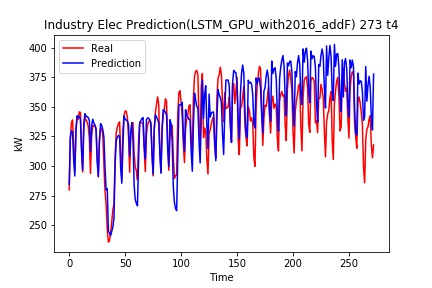 Industry Elec Prediction(LSTM_GPU_with2016_addF) 273 t4
Real
Prediction
kW
400
375
350
325
300
275
250
0 50 100 150 200 250
Time